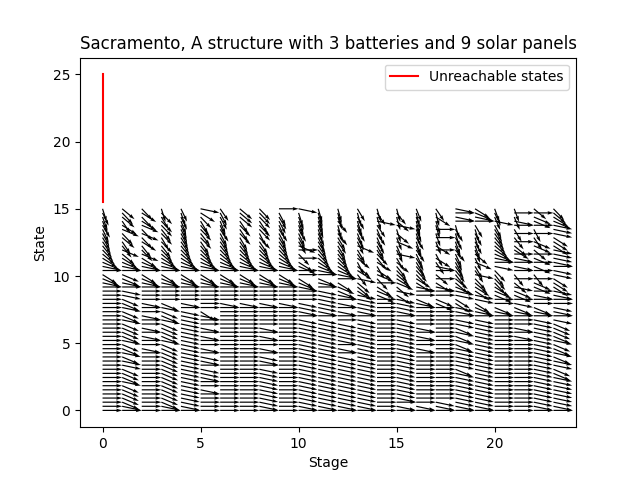 Sacramento, A structure with 3 batteries and 9 solar panels
Unreachable states
25
20
15
10
5
0
State
0 5 10 15 20
Stage